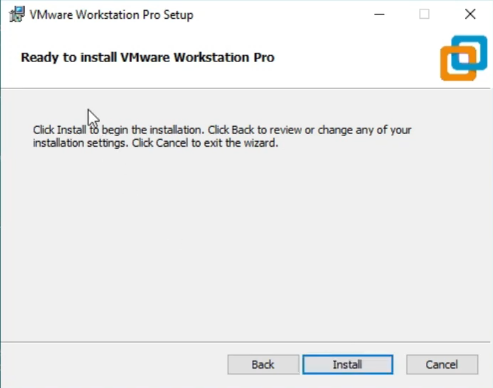 VMware Workstation Pro Setup
Ready to install VMware Workstation Pro
Click Install to begin the installation. Click Back to review or change any of your
installation settings. Click Cancel to exit the wizard.
Back Install Cancel